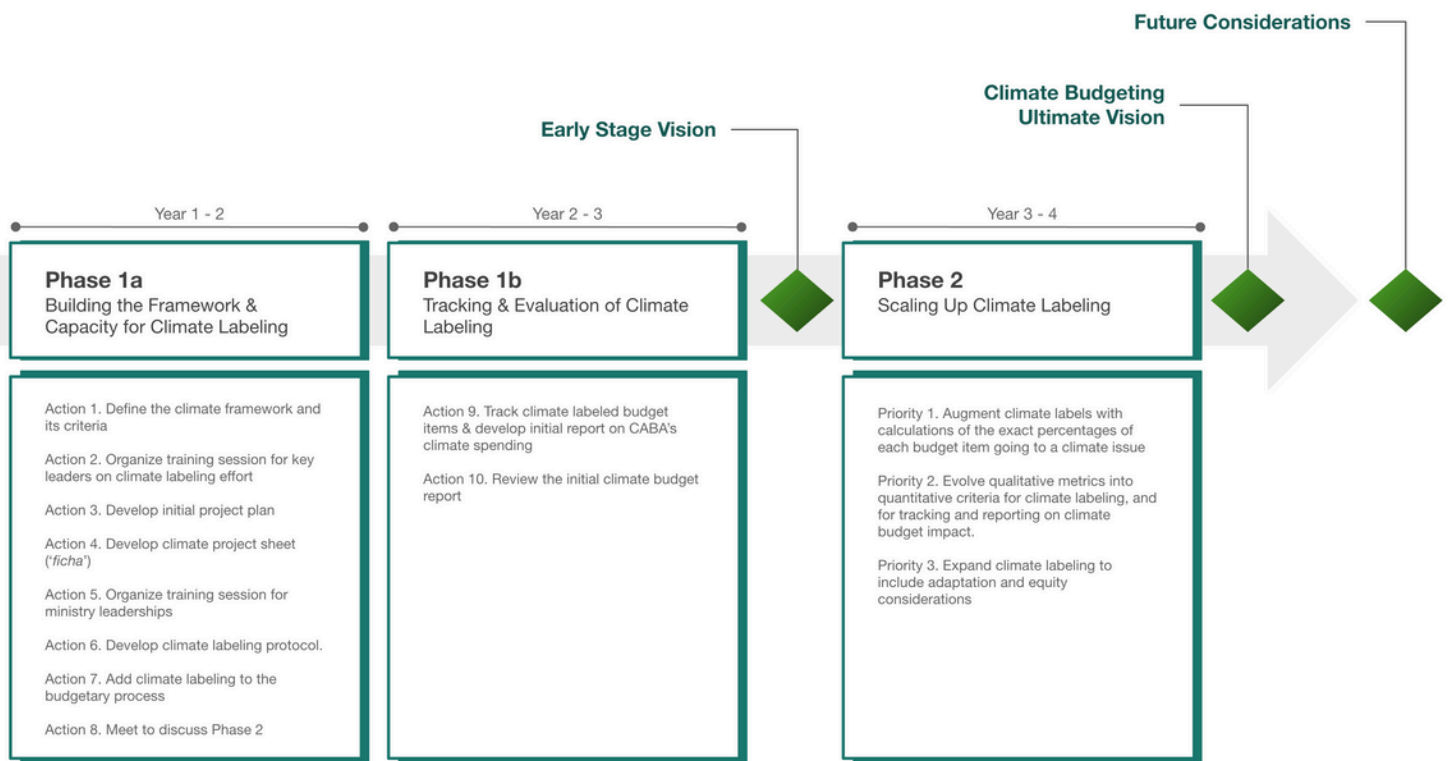 Future Considerations
Climate Budgeting
Ultimate Vision
Early Stage Vision
Year 1 - 2
Year 2 - 3
Year 3 - 4
Phase 1a
Building the Framework &
Capacity for Climate Labeling
Phase 1b
Tracking & Evaluation of Climate
Labeling
Phase 2
Scaling Up Climate Labeling
Action 1. Define the climate framework and
its criteria
Action 2. Organize training session for key
leaders on climate labeling effort
Action 3. Develop initial project plan
Action 4. Develop climate project sheet
(‘ficha’)
Action 5. Organize training session for
ministry leaderships
Action 6. Develop climate labeling protocol.
Action 7. Add climate labeling to the
budgetary process
Action 8. Meet to discuss Phase 2
Action 9. Track climate labeled budget
items & develop initial report on CABA’s
climate spending
Action 10. Review the initial climate budget
report
Priority 1. Augment climate labels with
calculations of the exact percentages of
each budget item going to a climate issue
Priority 2. Evolve qualitative metrics into
quantitative criteria for climate labeling, and
for tracking and reporting on climate
budget impact.
Priority 3. Expand climate labeling to
include adaptation and equity
considerations